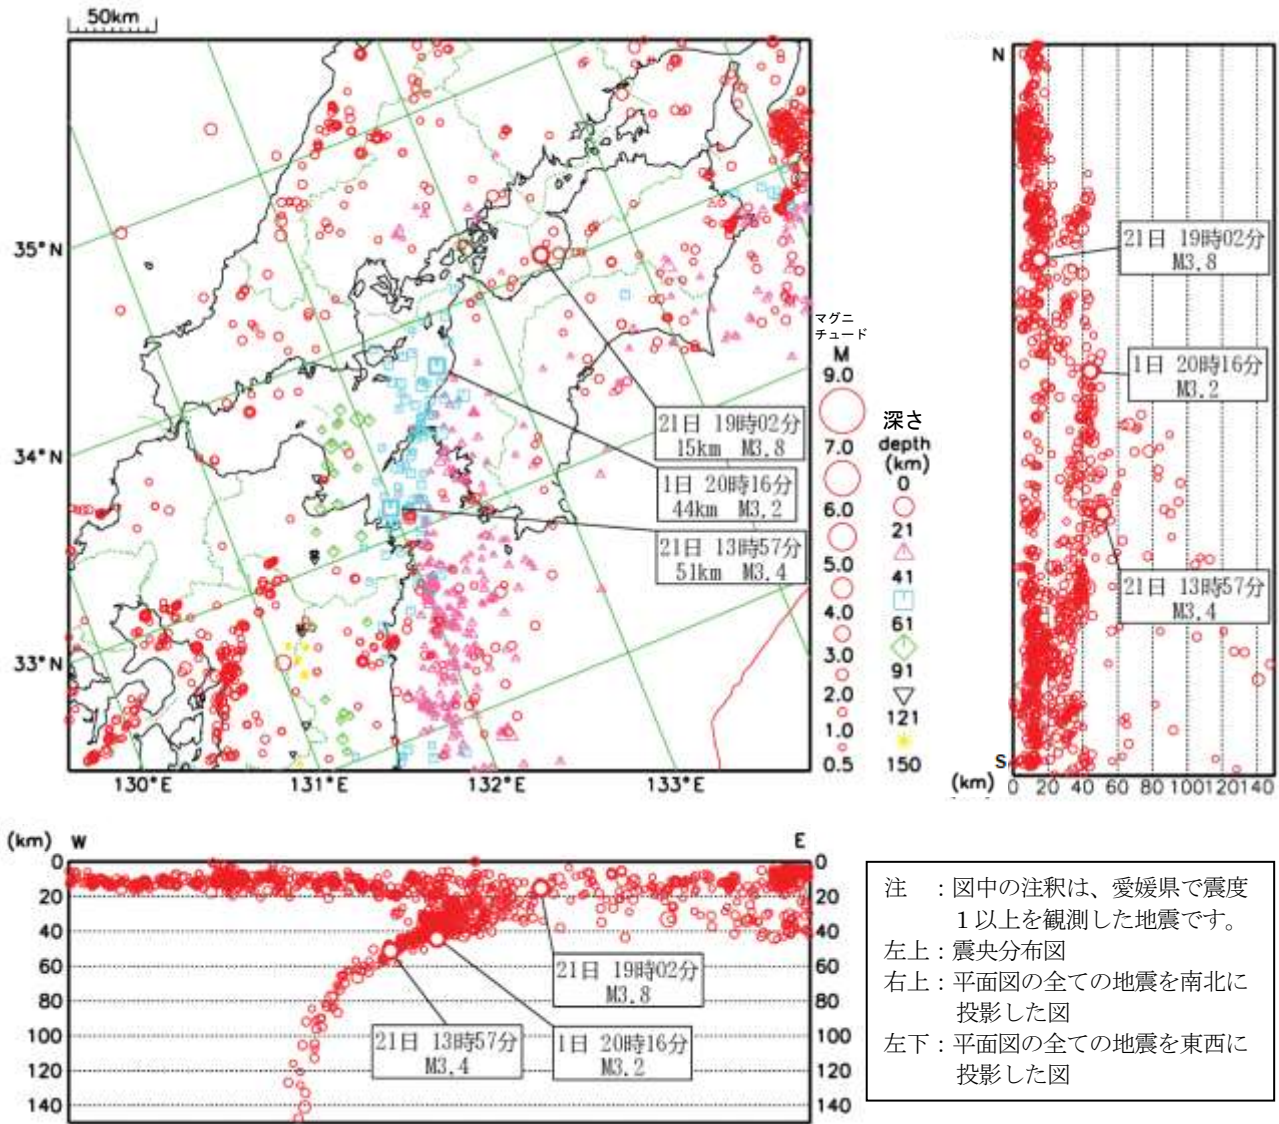 50km
35°N
34°N
33°N
130°E
131°E
132°E
133°E
21日 19時02分
15km M3.8
1日 20時16分
44km M3.2
21日 13時57分
51km M3.4
マグニ
チュード
M
9.0
7.0
6.0
5.0
4.0
3.0
2.0
1.0
0.5
深さ
depth
(km)
0
21
41
61
91
121
150
N
21日 19時02分
M3.8
1日 20時16分
M3.2
21日 13時57分
M3.4
S
(km) 0 20 40 60 80 100120140
(km) W E
0 0
20 20
40 40
60 60
80 80
100 100
120 120
140 140
21日 19時02分
M3.8
21日 13時57分
M3.4
1日 20時16分
M3.2
注 :図中の注釈は、愛媛県で震度
1以上を観測した地震です。
左上:震央分布図
右上:平面図の全ての地震を南北に
投影した図
左下:平面図の全ての地震を東西に
投影した図